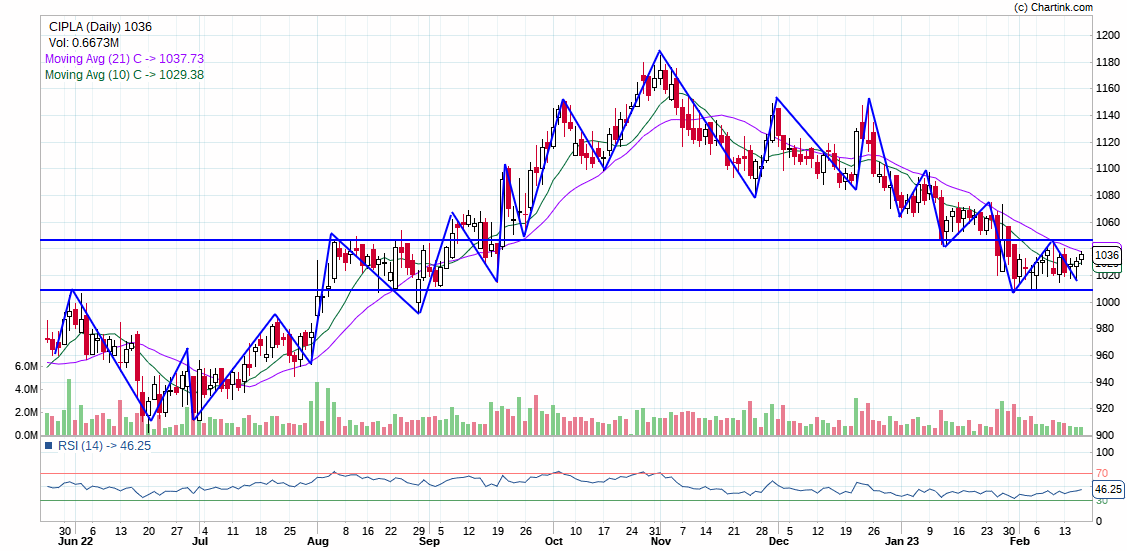 (c) Chartink.com
CIPLA (Daily) 1036
Vol: 0.6673M
Moving Avg (21) C -> 1037.73
Moving Avg (10) C -> 1029.38
1200
1180
1160
1140
1120
1100
1080
1060
1036
1020
1000
980
960
940
920
900
6.0M
4.0M
2.0M
0.0M
RSI (14) -> 46.25
100
70
46.25
30
0
30 6 13 20 27 4 11 18 25 8 16 22 29 5 12 19 26 10 17 24 31 7 14 21 28 5 12 19 26 9 16 23 30 6 13
Jun 22 Jul Aug Sep Oct Nov Dec Jan 23 Feb